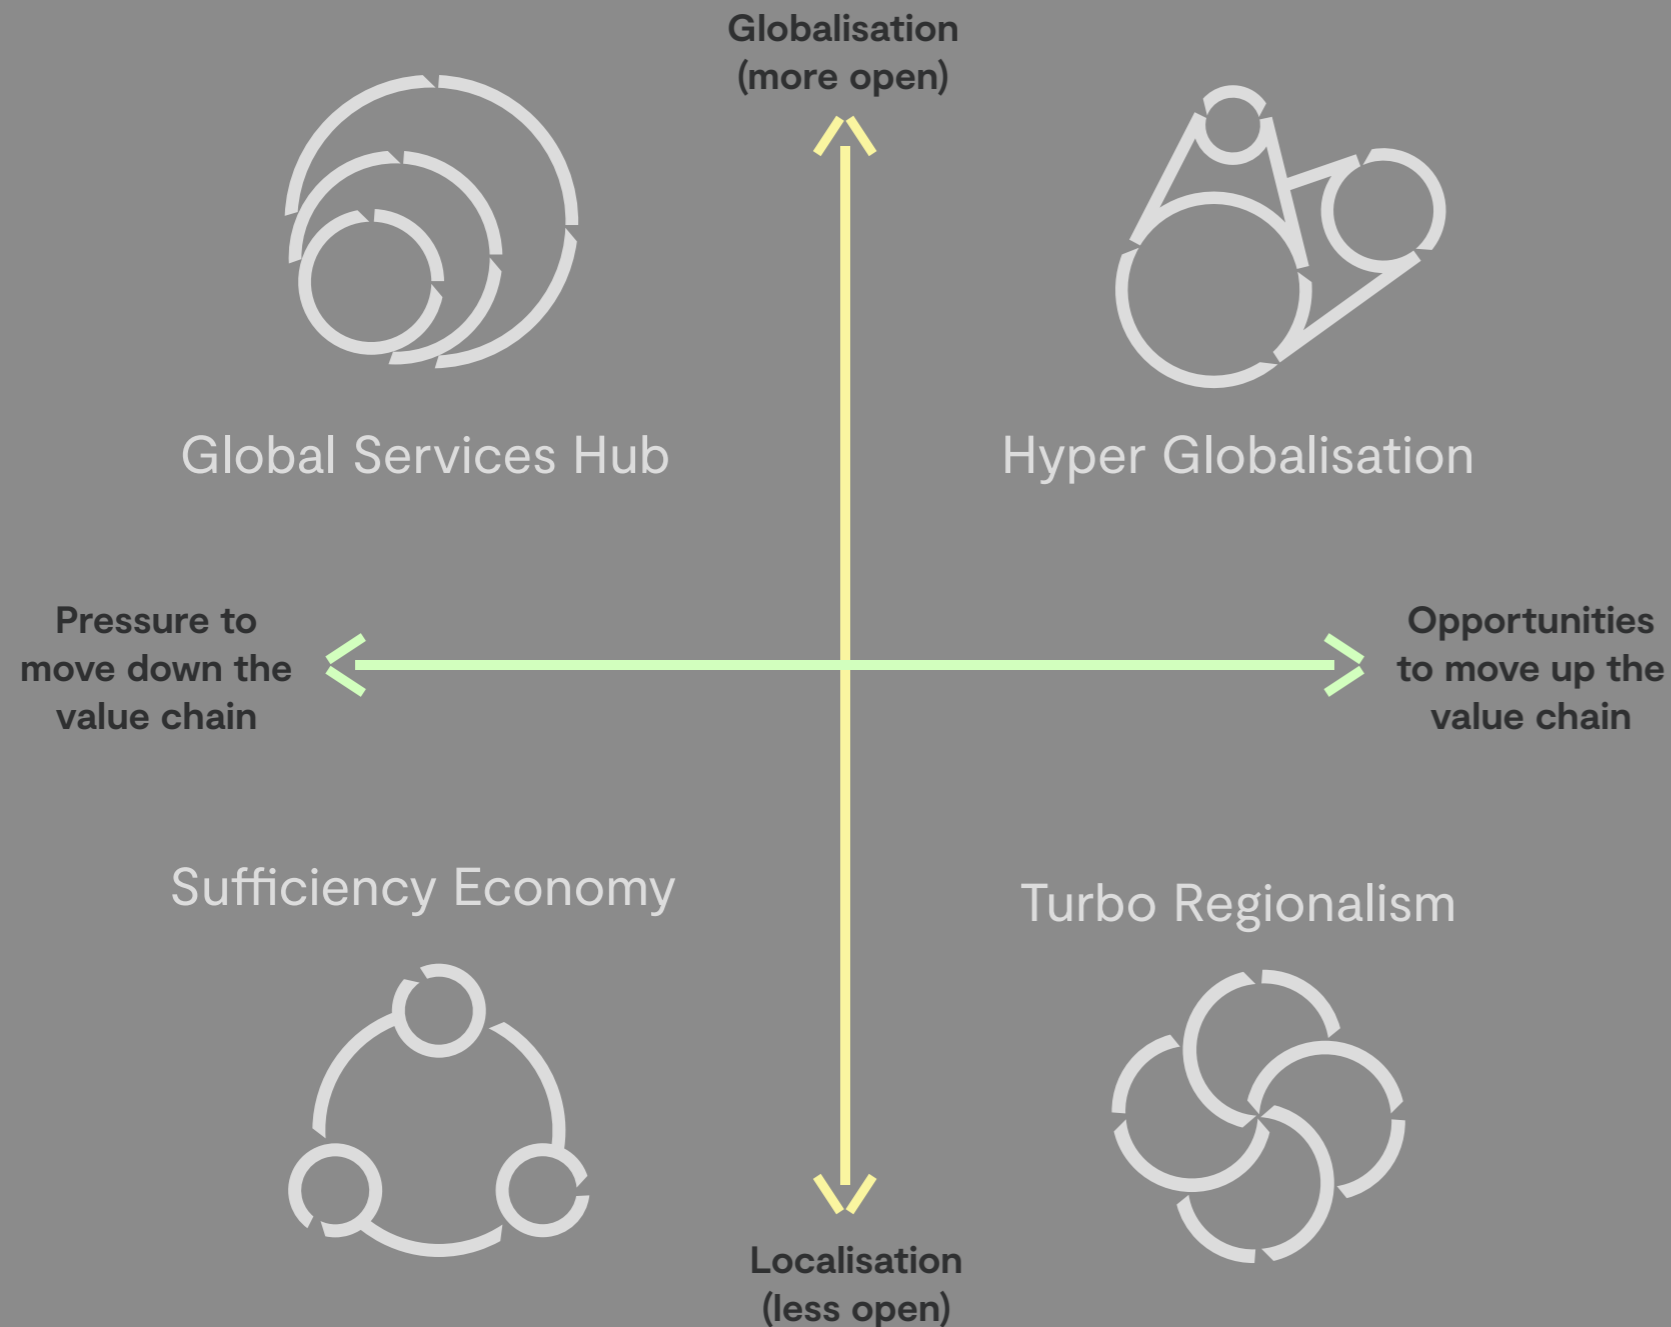 Globalisation
(more open)
Global Services Hub
Hyper Globalisation
Pressure to
move down the
value chain
Opportunities
to move up the
value chain
Sufficiency Economy
Turbo Regionalism
Localisation
(less open)